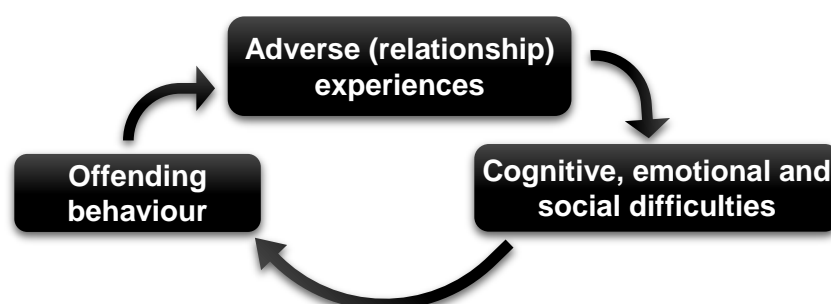 Adverse (relationship)
experiences
Cognitive, emotional and
social difficulties
Offending
behaviour